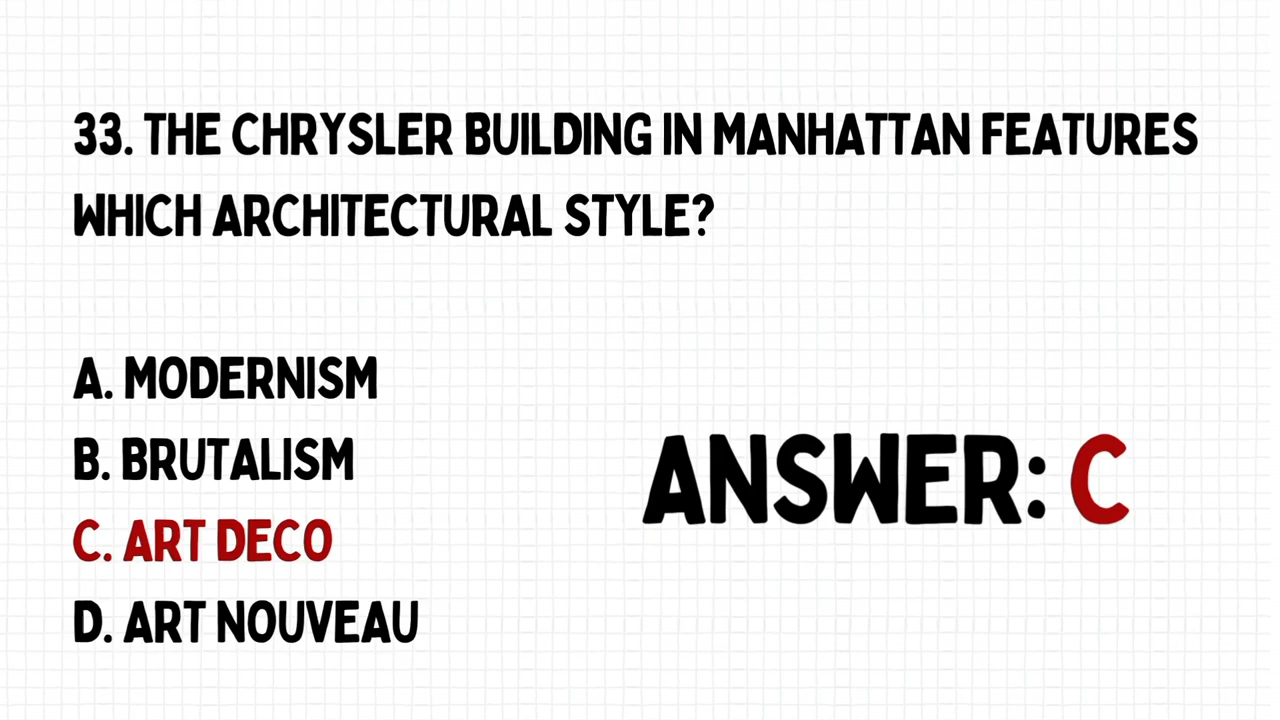 33. THE CHRYSLER BUILDING IN MANHATTAN FEATURES
WHICH ARCHITECTURAL STYLE?
A. MODERNISM
B. BRUTALISM
C. ART DECO
D. ART NOUVEAU
ANSWER: C